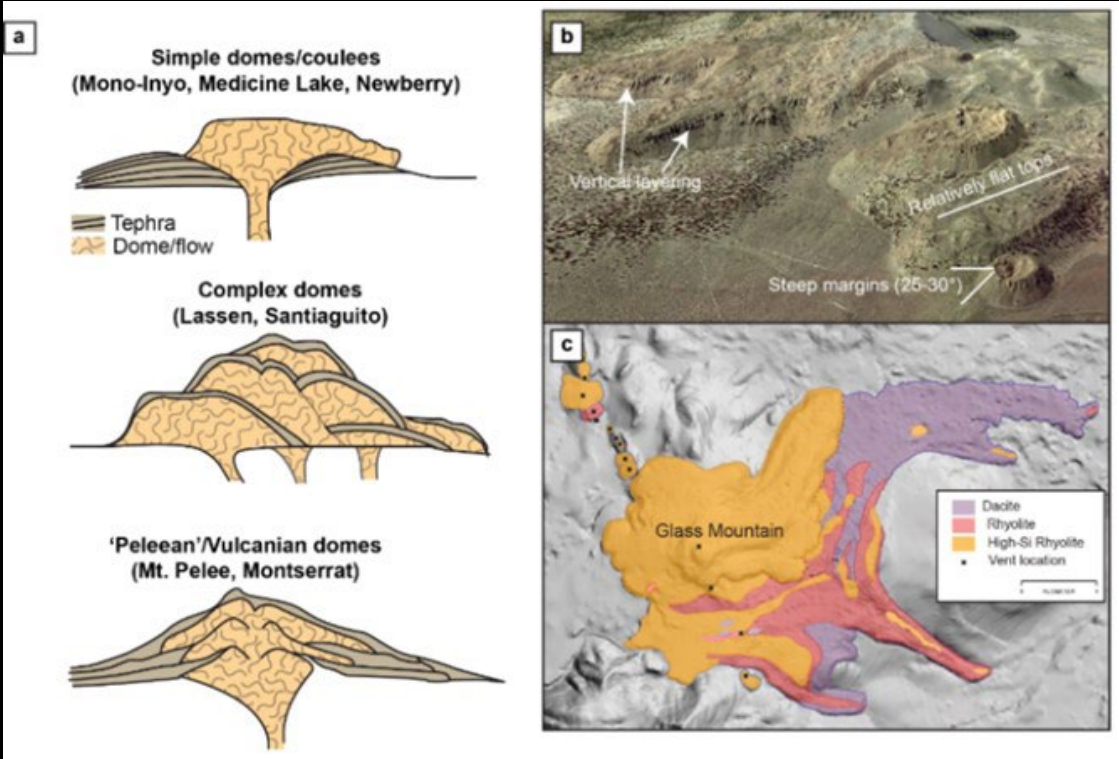 a
Simple domes/coulees
(Mono-Inyo, Medicine Lake, Newberry)
Tephra
Dome/flow
Complex domes
(Lassen, Santiaguito)
‘Peleean’/Vulcanian domes
(Mt. Pelee, Montserrat)
b
Vertical layering
Relatively flat tops
Steep margins (25-30°)
c
Glass Mountain
Dacite
Rhyolite
High-Si Rhyolite
Vent location